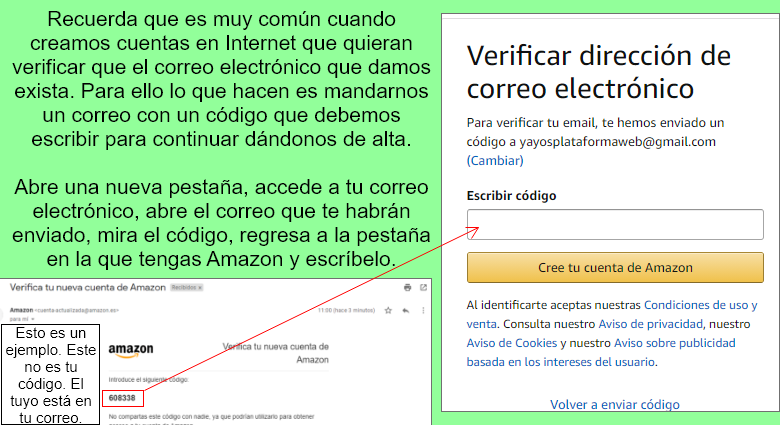 Recuerda que es muy común cuando
creamos cuentas en Internet que quieran
verificar que el correo electrónico que damos
exista. Para ello lo que hacen es mandarnos
un correo con un código que debemos
escribir para continuar dándonos de alta.
Abre una nueva pestaña, accede a tu correo
electrónico, abre el correo que te habrán
enviado, mira el código, regresa a la pestaña
en la que tengas Amazon y escríbelo.
Verifica tu nueva cuenta de Amazon Recibidos x
Amazon <cuenta-actualizada@amazon.es>
11:00 (hace 3 minutos)
para mí
Esto es un
ejemplo. Este
no es tu
código. El
tuyo está en
tu correo.
amazon
Verifica tu nueva cuenta de
Amazon
Introduce el siguiente código:
608338
No compartas este código con nadie, ya que podrían utilizarlo para obtener
acceso a tu cuenta de Amazon.
Verificar dirección de
correo electrónico
Para verificar tu email, te hemos enviado un
código a yayosplataformaweb@gmail.com
(Cambiar)
Escribir código
Cree tu cuenta de Amazon
Al identificarte aceptas nuestras Condiciones de uso y
venta. Consulta nuestro Aviso de privacidad, nuestro
Aviso de Cookies y nuestro Aviso sobre publicidad
basada en los intereses del usuario.
Volver a enviar código